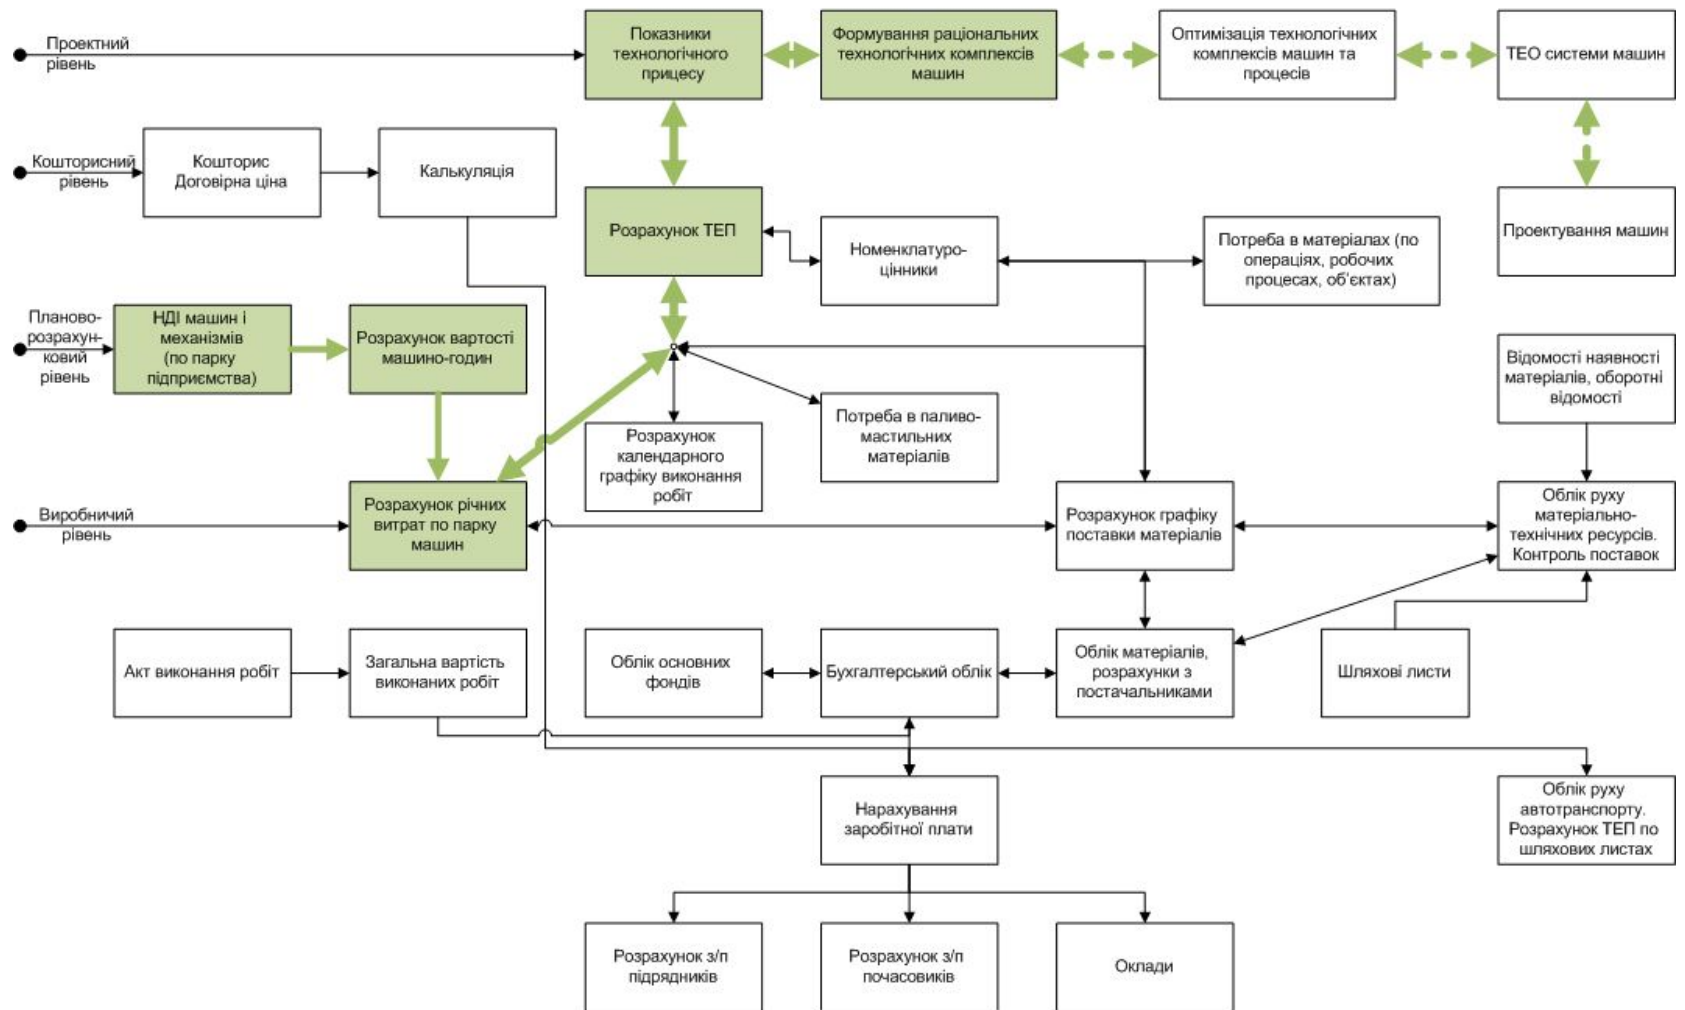 Проектний
рівень
Показники
технологічного
прицесу
Формування раціональних
технологічних комплексів
машин
Оптимізація технологічних
комплексів машин та
процесів
ТЕО системи машин
Кошторисний
рівень
Кошторис
Договірна ціна
Калькуляція
Розрахунок ТЕП
Номенклатуро-
цінники
Потреба в матеріалах (по
операціях, робочих
процесах, об'єктах)
Проектування машин
Планово-
розрахун-
ковий
рівень
НДІ машин і
механізмів
(по парку
підприємства)
Розрахунок вартості
машино-годин
Розрахунок
календарного
графіку виконання
робіт
Потреба в паливо-
мастильних
матеріалів
Відомості наявності
матеріалів, оборотні
відомості
Виробничий
рівень
Розрахунок річних
витрат по парку
машин
Розрахунок графіку
поставки матеріалів
Облік руху
матеріально-
технічних ресурсів.
Контроль поставок
Акт виконання робіт
Загальна вартість
виконаних робіт
Облік основних
фондів
Бухгалтерський облік
Облік матеріалів,
розрахунки з
постачальниками
Шляхові листи
Нарахування
заробітної плати
Облік руху
автотранспорту.
Розрахунок ТЕП по
шляхових листах
Розрахунок з/п
підрядників
Розрахунок з/п
почасовиків
Оклади